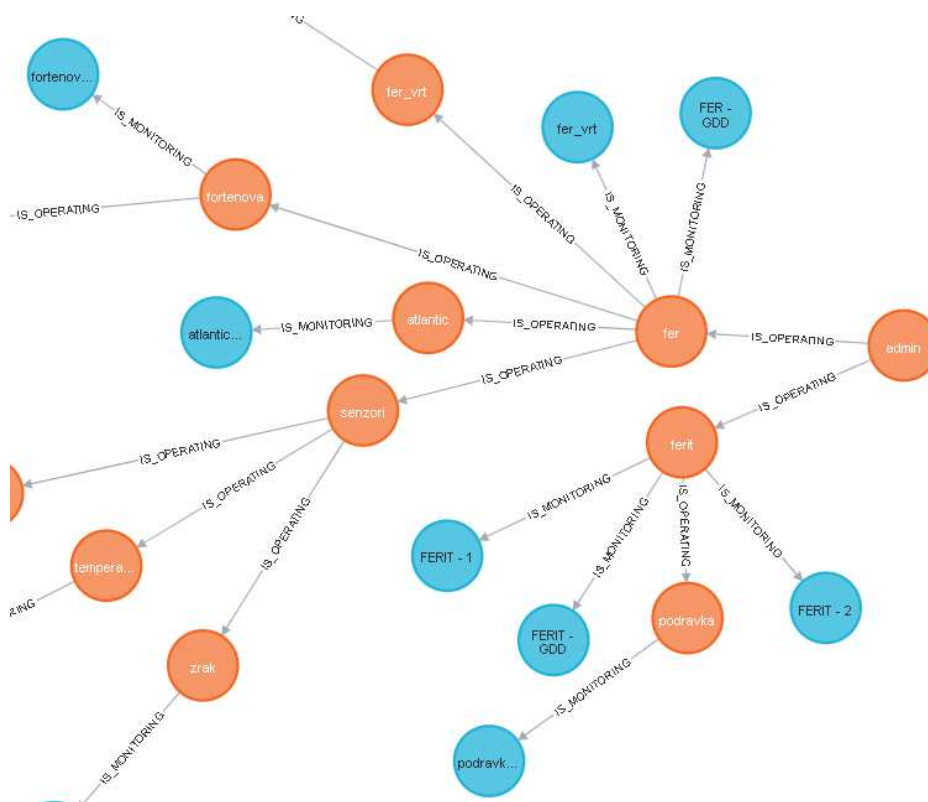 fortenov...
fer_vrt
fer_vrt
FER -
GDD
IS_MONITORING
fortenova
IS_OPERATING
IS_OPERATING
IS_OPERATING
IS_MONITORING
IS_MONITORING
atlantic...
IS_MONITORING
atlantic
IS_OPERATING
fer
IS_OPERATING
admin
IS_OPERATING
IS_OPERATING
senzori
ferit
IS_OPERATING
IS_OPERATING
IS_OPERATING
IS_MONITORING
IS_MONITORING
IS_OPERATING
IS_MONITORING
tempera...
FERIT - 1
FERIT -
GDD
podravka
FERIT - 2
zrak
IS_MONITORING
IS_MONITORING
podravk...